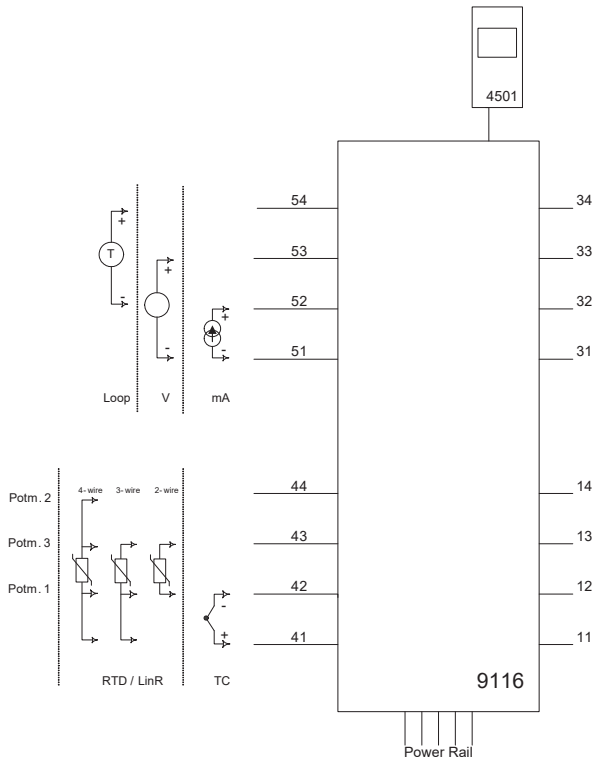 4501
54
34
+
53
33
T
+
-
52
32
+
51
31
-
-
Loop
V
mA
Potm. 2
4-wire
3-wire
2-wire
44
14
Potm. 3
43
13
Potm. 1
42
12
-
+
41
11
RTD / LinR
TC
9116
Power Rail